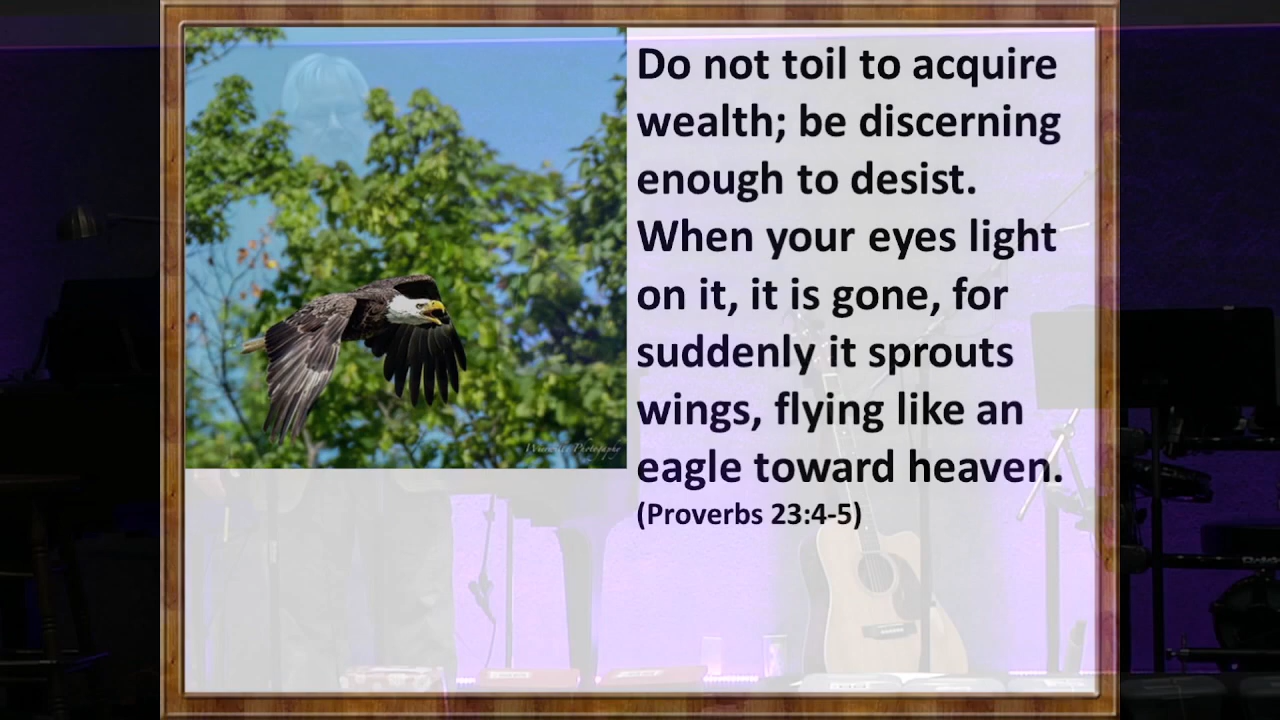 Do not toil to acquire
wealth; be discerning
enough to desist.
When your eyes light
on it, it is gone, for
suddenly it sprouts
wings, flying like an
eagle toward heaven.
(Proverbs 23:4-5)
Photography